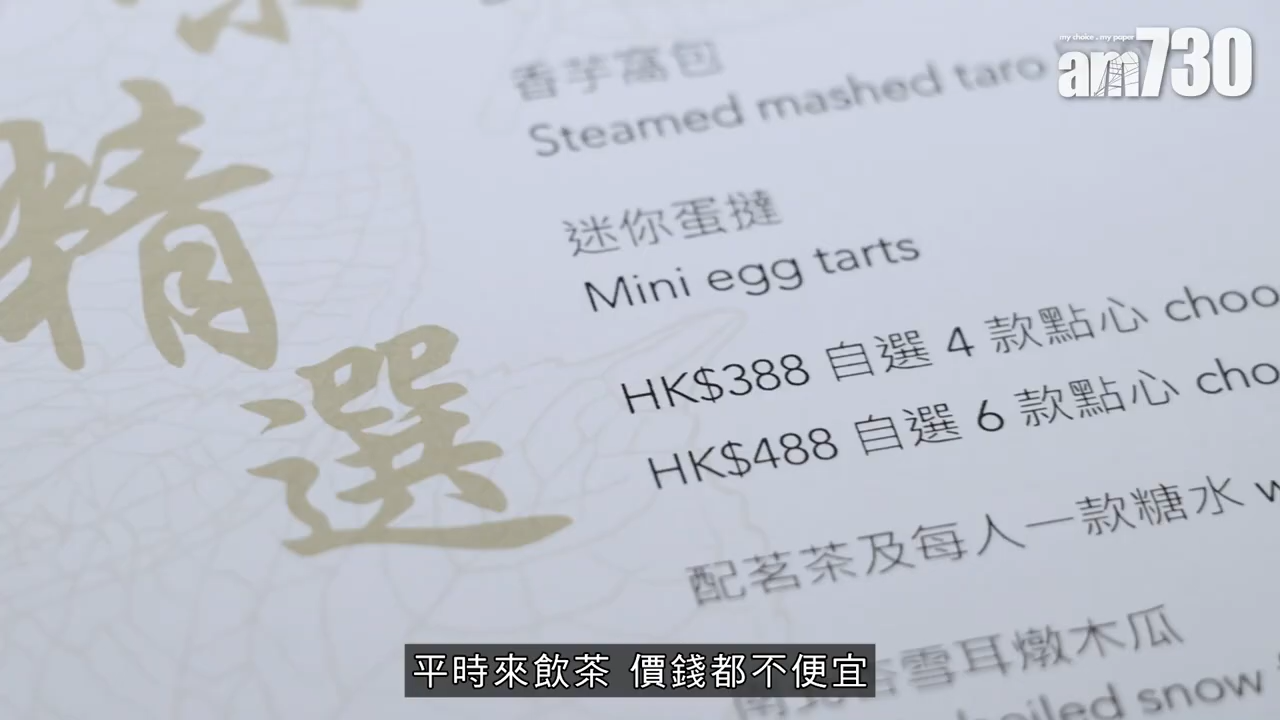 my choice . my paper
am730
精選
香芋窩包
Steamed mashed taro
迷你蛋撻
Mini egg tarts
HK$388 自選 4 款點心 choo
HK$488 自選 6 款點心 cho
配茗茶及每人一款糖水 w
雪耳燉木瓜
boiled snow
平時來飲茶 價錢都不便宜